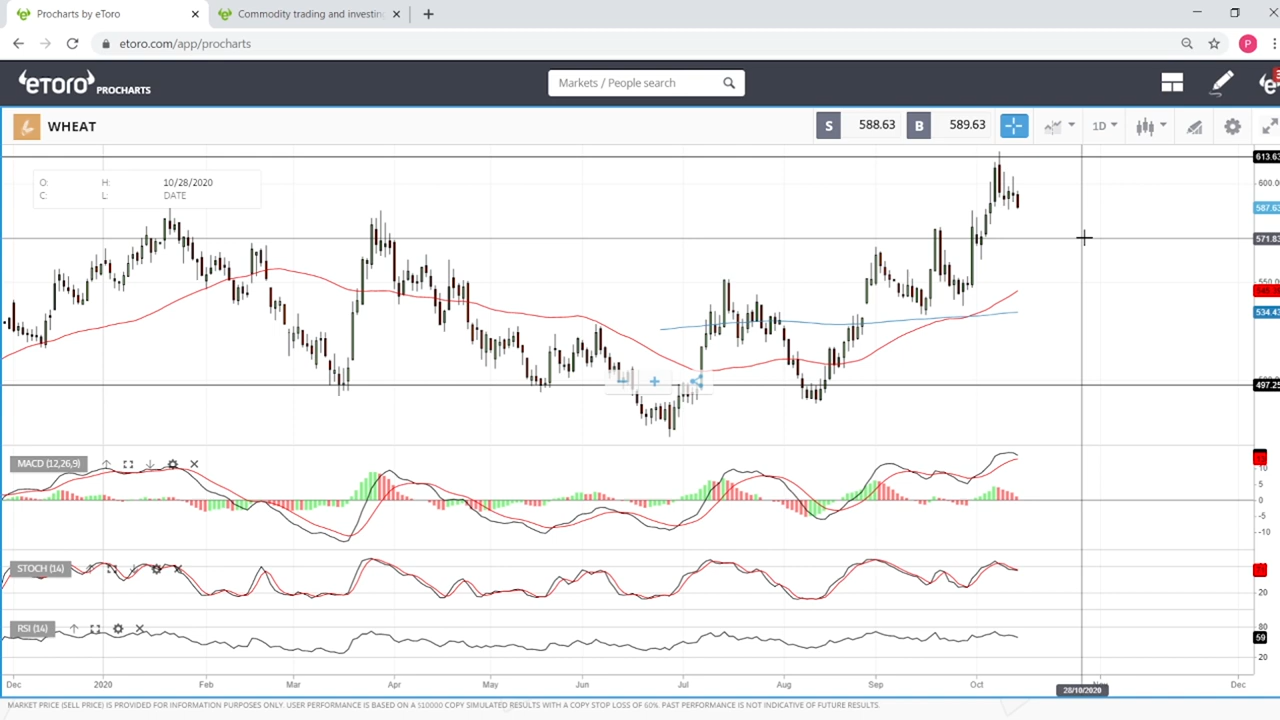 Procharts by eToro
Commodity trading and investin
etoro.com/app/procharts
P
eTORO PROCHARTS
Markets / People search
WHEAT
S 588.63 B 589.63 1D
613.63
O: H: 10/28/2020
C: L: DATE
600.0
587.63
571.83
550.0
534.43
497.25
MACD (12,26,9)
10
5
0
-5
-10
STOCH (14)
20
RSI (14)
80
59
20
Dec 2020 Feb Mar Apr May Jun Jul Aug Sep Oct Dec
28/10/2020
MARKET PRICE (SELL PRICE) IS PROVIDED FOR INFORMATION PURPOSES ONLY. USER PERFORMANCE IS BASED ON A $10000 COPY SIMULATED RESULTS WITH A COPY STOP LOSS OF 60%. PAST PERFORMANCE IS NOT INDICATIVE OF FUTURE RESULTS.